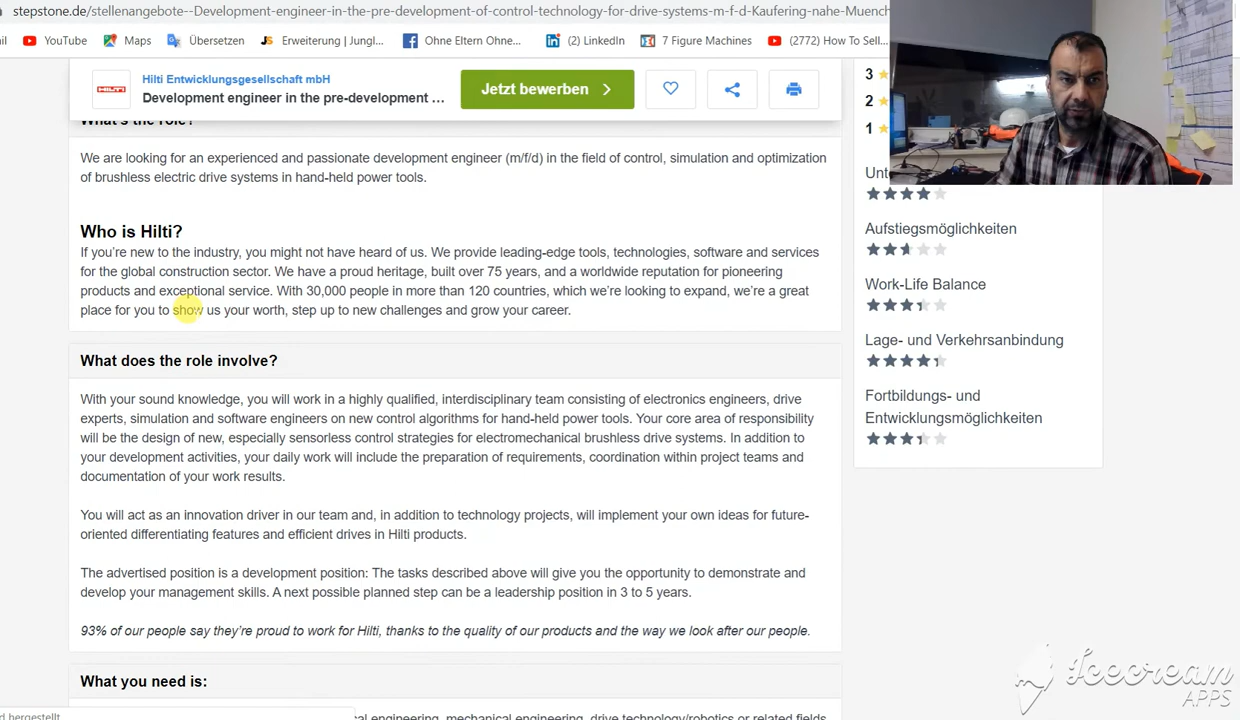 stepstone.de/stellenangebote--Development-engineer-in-the-pre-development-of-control-technology-for-drive-systems-m-f-d-Kaufering-nahe-Muench
YouTube
Maps
Übersetzen
JS Erweiterung | Jungl...
Ohne Eltern Ohne...
(2) LinkedIn
7 Figure Machines
(2772) How To Sell...
HILTI
Hilti Entwicklungsgesellschaft mbH
Development engineer in the pre-development ...
Jetzt bewerben
3
2
1
What's the role?
We are looking for an experienced and passionate development engineer (m/f/d) in the field of control, simulation and optimization
of brushless electric drive systems in hand-held power tools.
Who is Hilti?
If you're new to the industry, you might not have heard of us. We provide leading-edge tools, technologies, software and services
for the global construction sector. We have a proud heritage, built over 75 years, and a worldwide reputation for pioneering
products and exceptional service. With 30,000 people in more than 120 countries, which we're looking to expand, we're a great
place for you to show us your worth, step up to new challenges and grow your career.
What does the role involve?
With your sound knowledge, you will work in a highly qualified, interdisciplinary team consisting of electronics engineers, drive
experts, simulation and software engineers on new control algorithms for hand-held power tools. Your core area of responsibility
will be the design of new, especially sensorless control strategies for electromechanical brushless drive systems. In addition to
your development activities, your daily work will include the preparation of requirements, coordination within project teams and
documentation of your work results.
You will act as an innovation driver in our team and, in addition to technology projects, will implement your own ideas for future-
oriented differentiating features and efficient drives in Hilti products.
The advertised position is a development position: The tasks described above will give you the opportunity to demonstrate and
develop your management skills. A next possible planned step can be a leadership position in 3 to 5 years.
93% of our people say they're proud to work for Hilti, thanks to the quality of our products and the way we look after our people.
What you need is:
al engineering, mechanical engineering, drive technology/robotics or related fields
d hergestellt
Unte
Aufstiegsmöglichkeiten
Work-Life Balance
Lage- und Verkehrsanbindung
Fortbildungs- und
Entwicklungsmöglichkeiten
Icecream
APPS